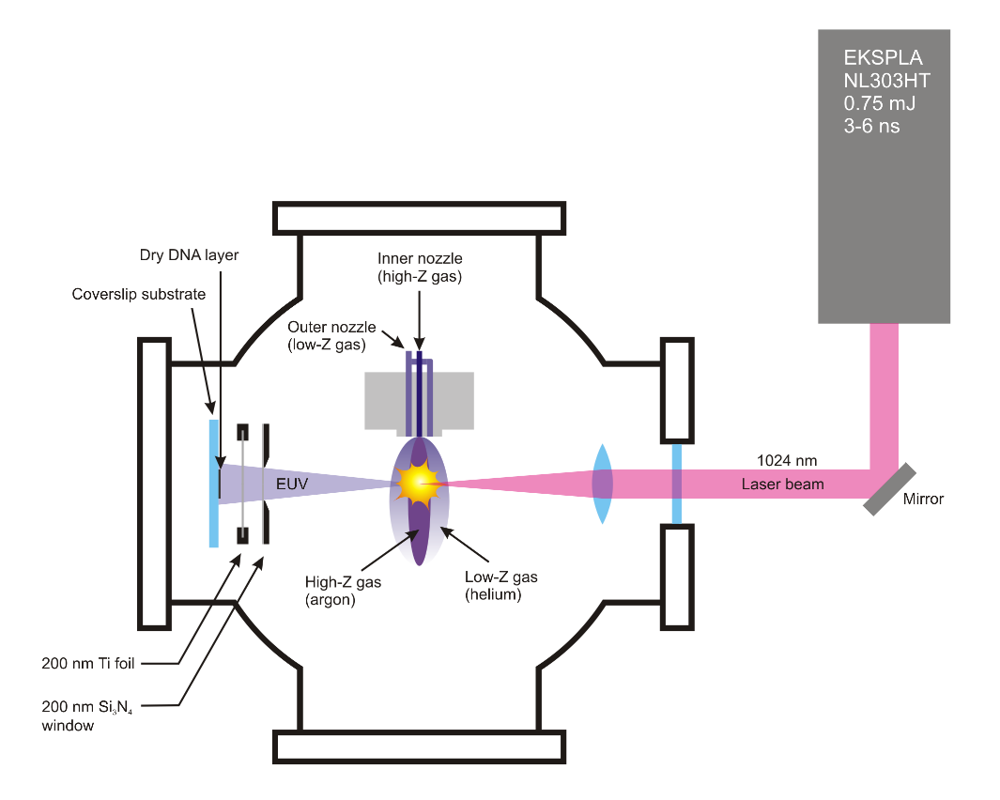 EKSPLA
NL303HT
0.75 mJ
3-6 ns
Dry DNA layer
Inner nozzle
(high-Z gas)
Coverslip substrate
Outer nozzle
(low-Z gas)
1024 nm
EUV
Laser beam
Mirror
High-Z gas
(argon)
Low-Z gas
(helium)
200 nm Ti foil
200 nm Si₃N₄
window